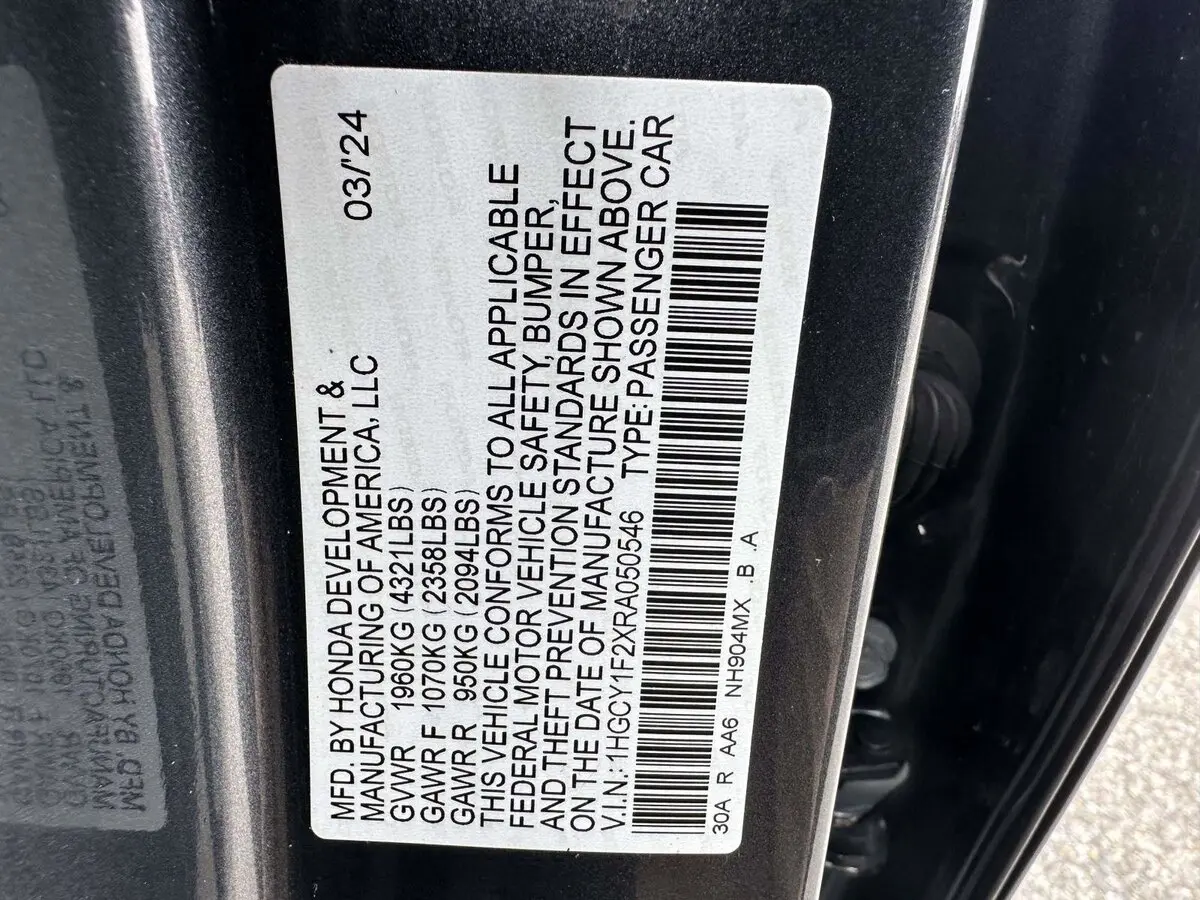 MFD. BY HONDA DEVELOPMENT & 03/'24
MANUFACTURING OF AMERICA, LLC
GVWR 1960KG (4321LBS)
GAWR F 1070KG (2358LBS)
GAWR R 950KG (2094LBS)
THIS VEHICLE CONFORMS TO ALL APPLICABLE
FEDERAL MOTOR VEHICLE SAFETY, BUMPER,
AND THEFT PREVENTION STANDARDS IN EFFECT
ON THE DATE OF MANUFACTURE SHOWN ABOVE.
V.I.N.: 1HGCY1F2XRA050546 TYPE: PASSENGER CAR
30A R AA6 NH904MX .B .A